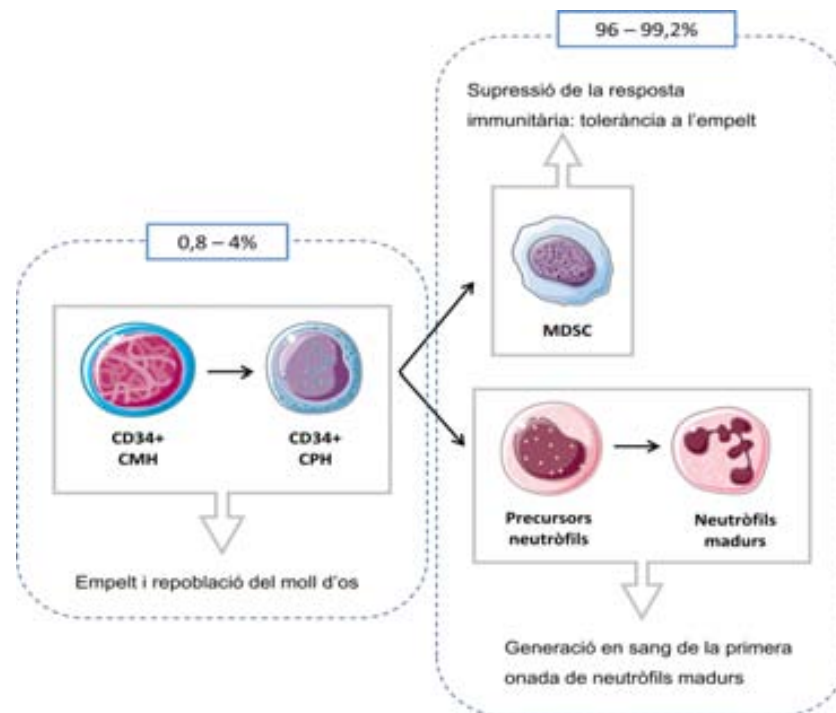 96 – 99,2%
Supressió de la resposta
immunitària: tolerància a l'empelt
MDSC
0,8 – 4%
CD34+
CMH
CD34+
CPH
Empelt i repoblació del moll d'os
Precursors
neutròfils
Neutròfils
madurs
Generació en sang de la primera
onada de neutròfils madurs